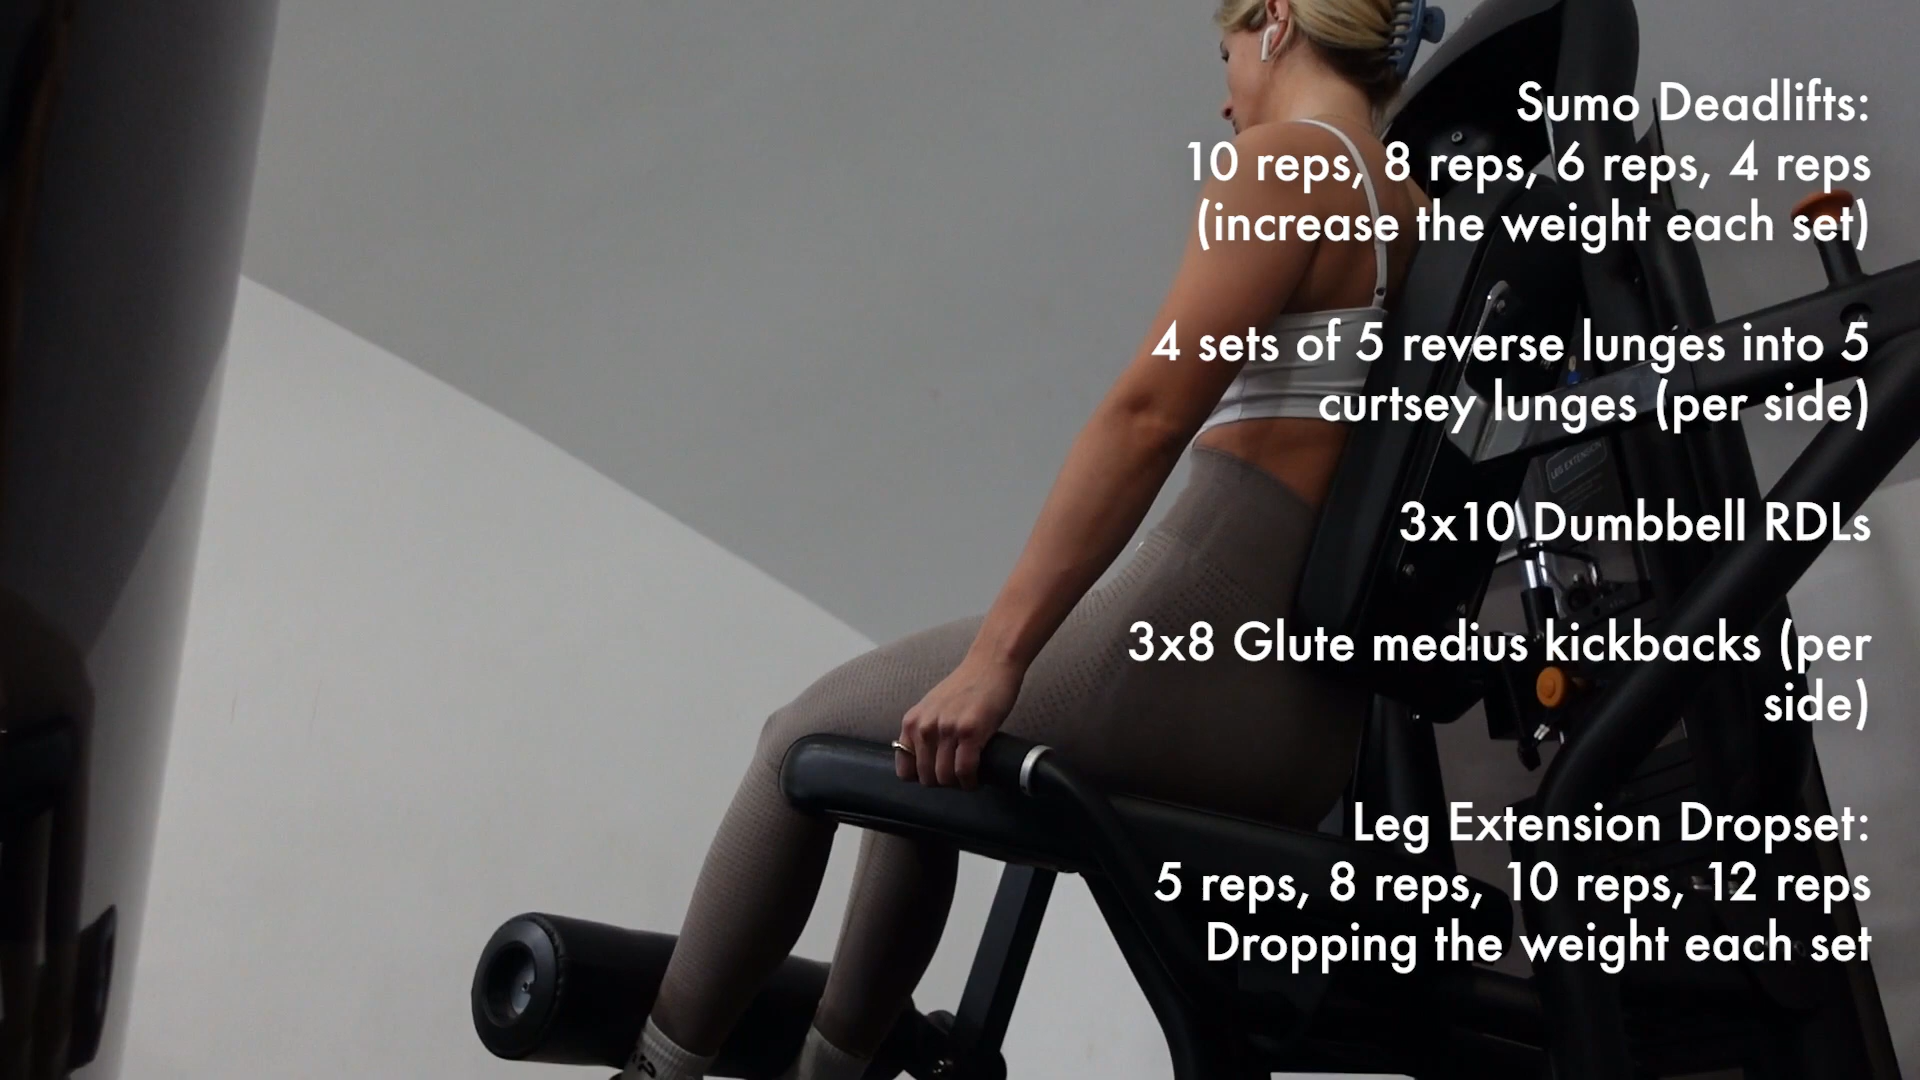 Sumo Deadlifts:
10 reps, 8 reps, 6 reps, 4 reps
(increase the weight each set)
4 sets of 5 reverse lunges into 5
curtsey lunges (per side)
3x10 Dumbbell RDLs
3x8 Glute medius kickbacks (per
side)
Leg Extension Dropset:
5 reps, 8 reps, 10 reps, 12 reps
Dropping the weight each set
LEG EXTENSION